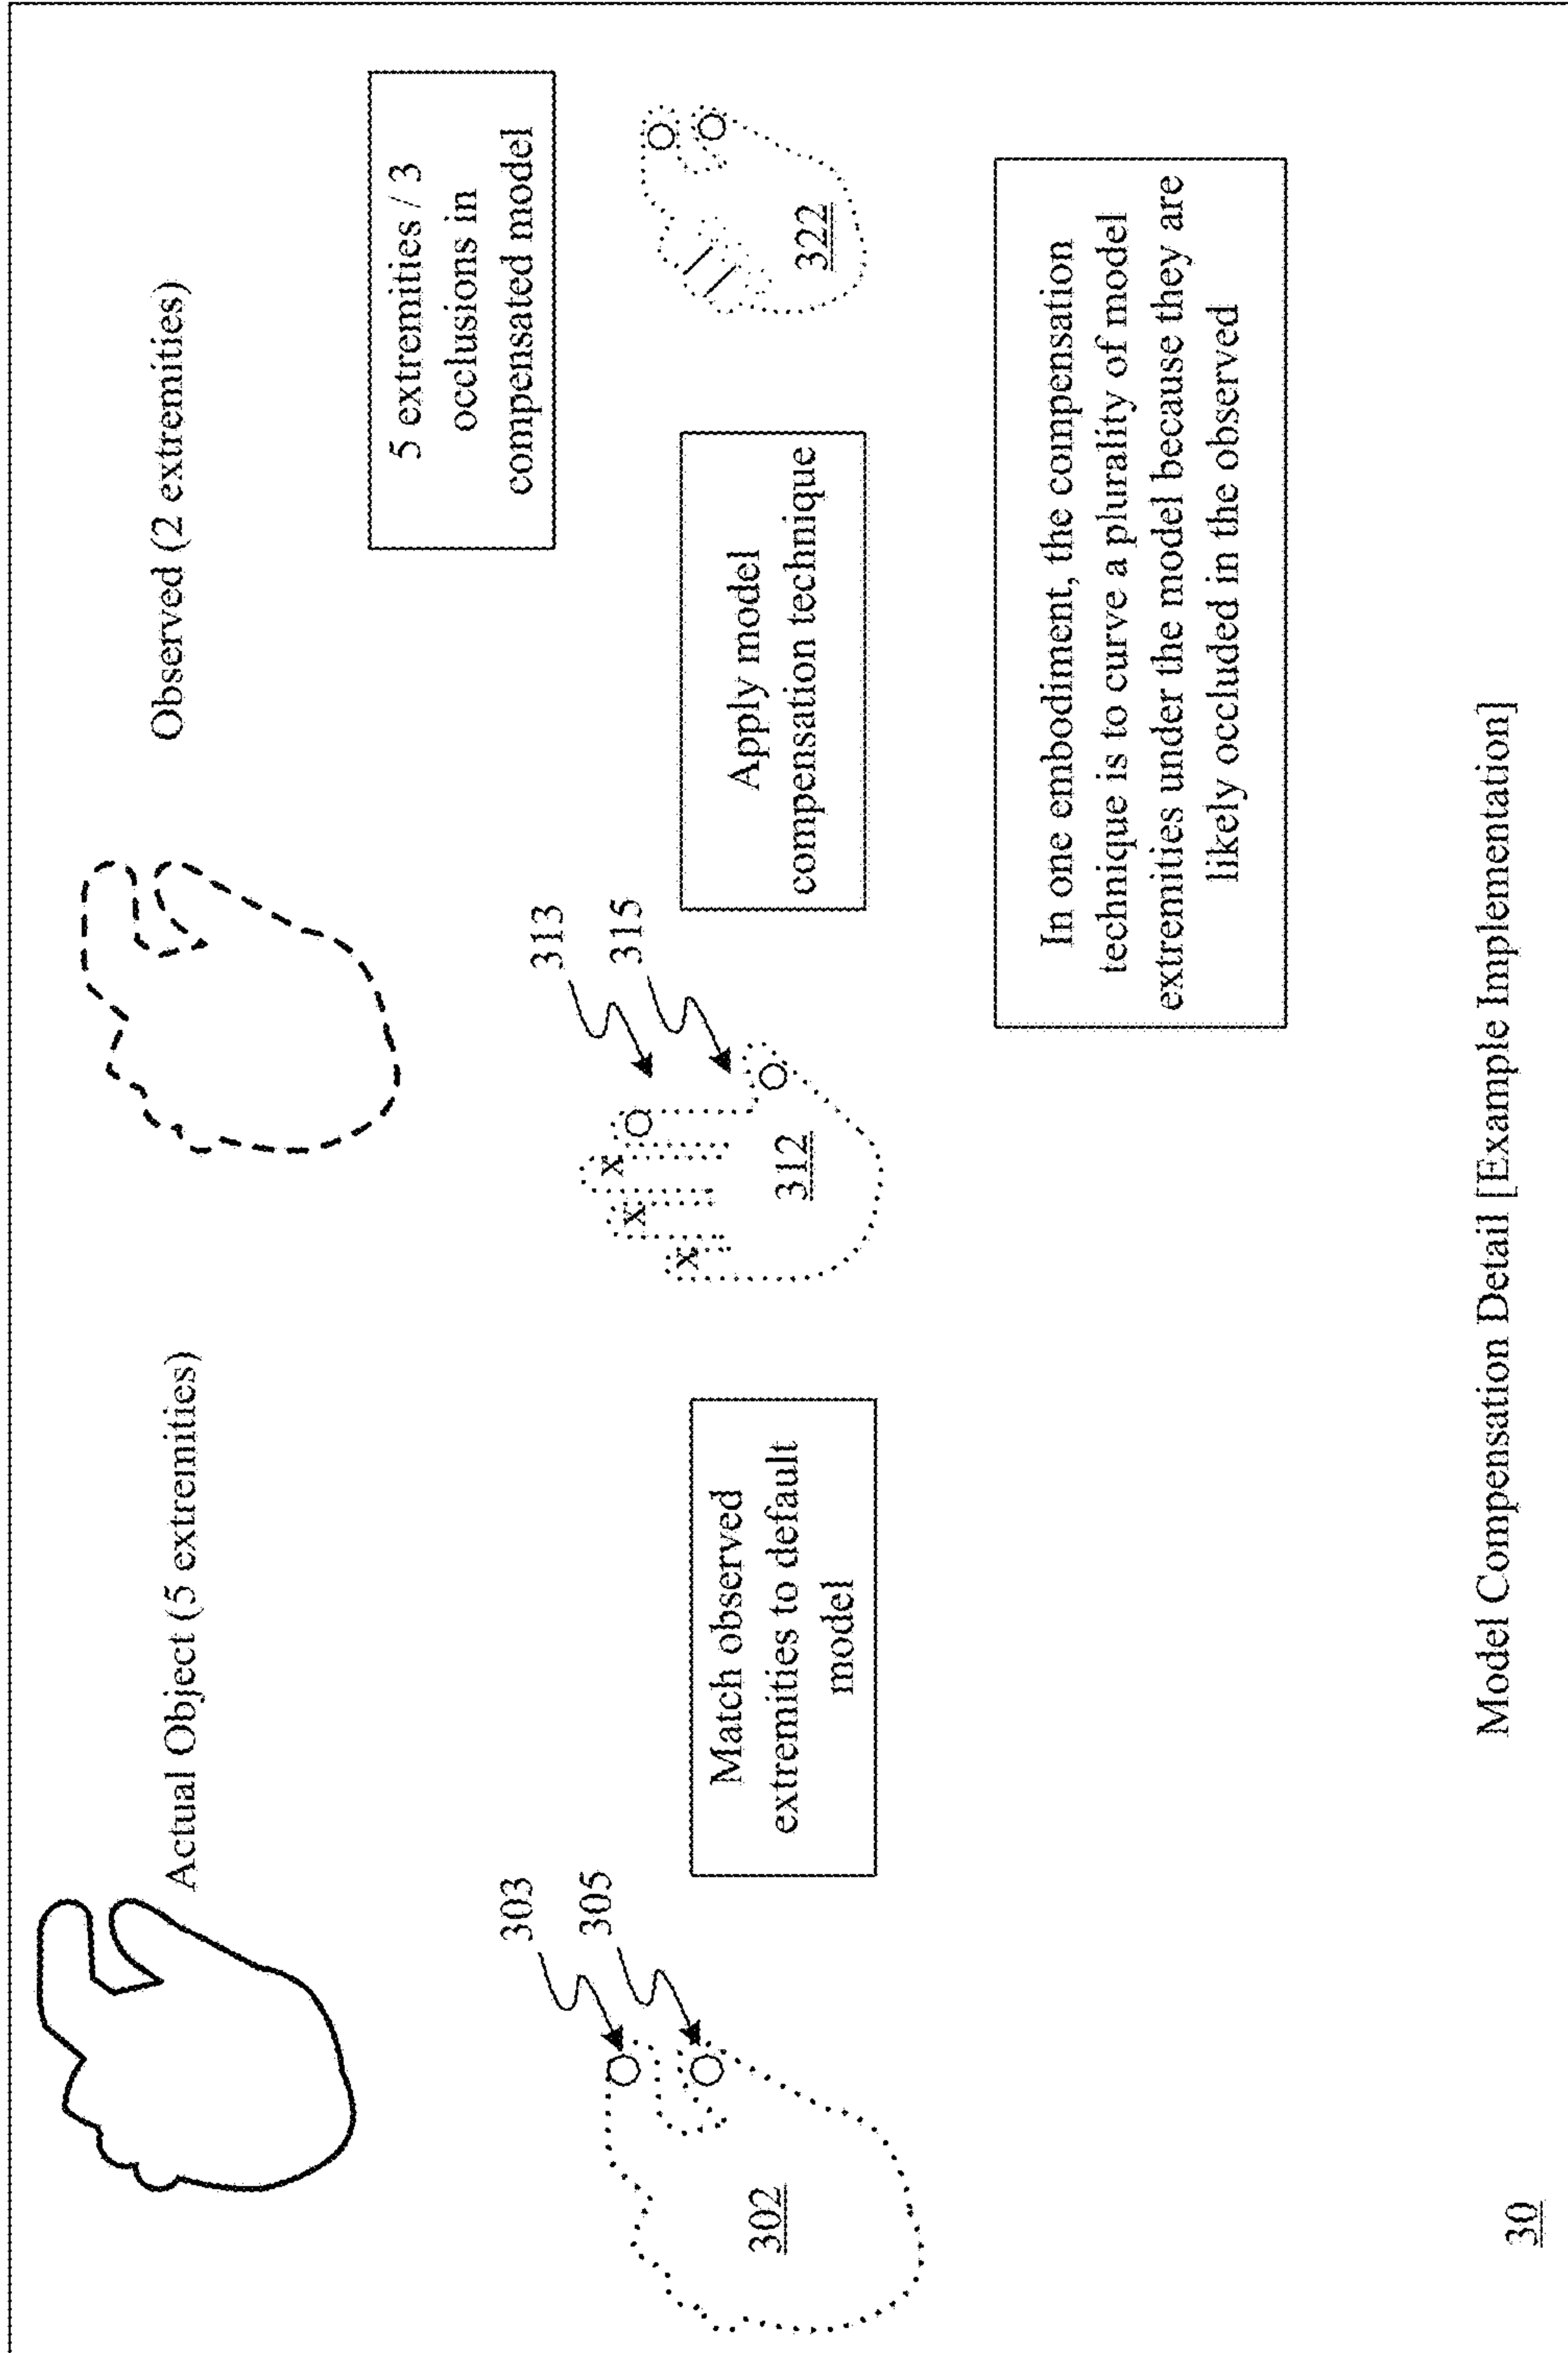 Actual Object (5 extremities)
Observed (2 extremities)
5 extremities / 3
occlusions in
compensated model
303
305
302
Match observed
extremities to default
model
313
315
x
x
x
312
Apply model
compensation technique
322
In one embodiment, the compensation
technique is to curve a plurality of model
extremities under the model because they are
likely occluded in the observed
30
Model Compensation Detail [Example Implementation]